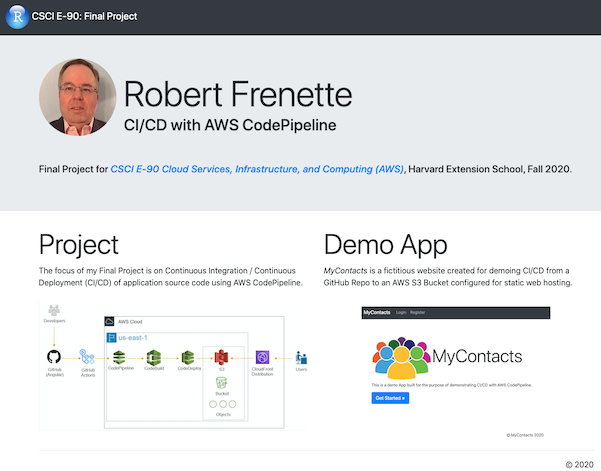 R CSCI E-90: Final Project
Robert Frenette
CI/CD with AWS CodePipeline
Final Project for CSCI E-90 Cloud Services, Infrastructure, and Computing (AWS), Harvard Extension School, Fall 2020.
Project
The focus of my Final Project is on Continuous Integration / Continuous
Deployment (CI/CD) of application source code using AWS CodePipeline.
Developers
AWS Cloud
us-east-1
GitHub
(Angular)
GitHub
Actions
CodePipeline
CodeBuild
CodeDeploy
S3
CloudFront
Distribution
Users
Bucket
Objects
Demo App
MyContacts is a fictitious website created for demoing CI/CD from a
GitHub Repo to an AWS S3 Bucket configured for static web hosting.
MyContacts Login Register
MyContacts
This is a demo App built for the purpose of demonstrating CI/CD with AWS CodePipeline
Get Started »
© MyContacts 2020
© 2020